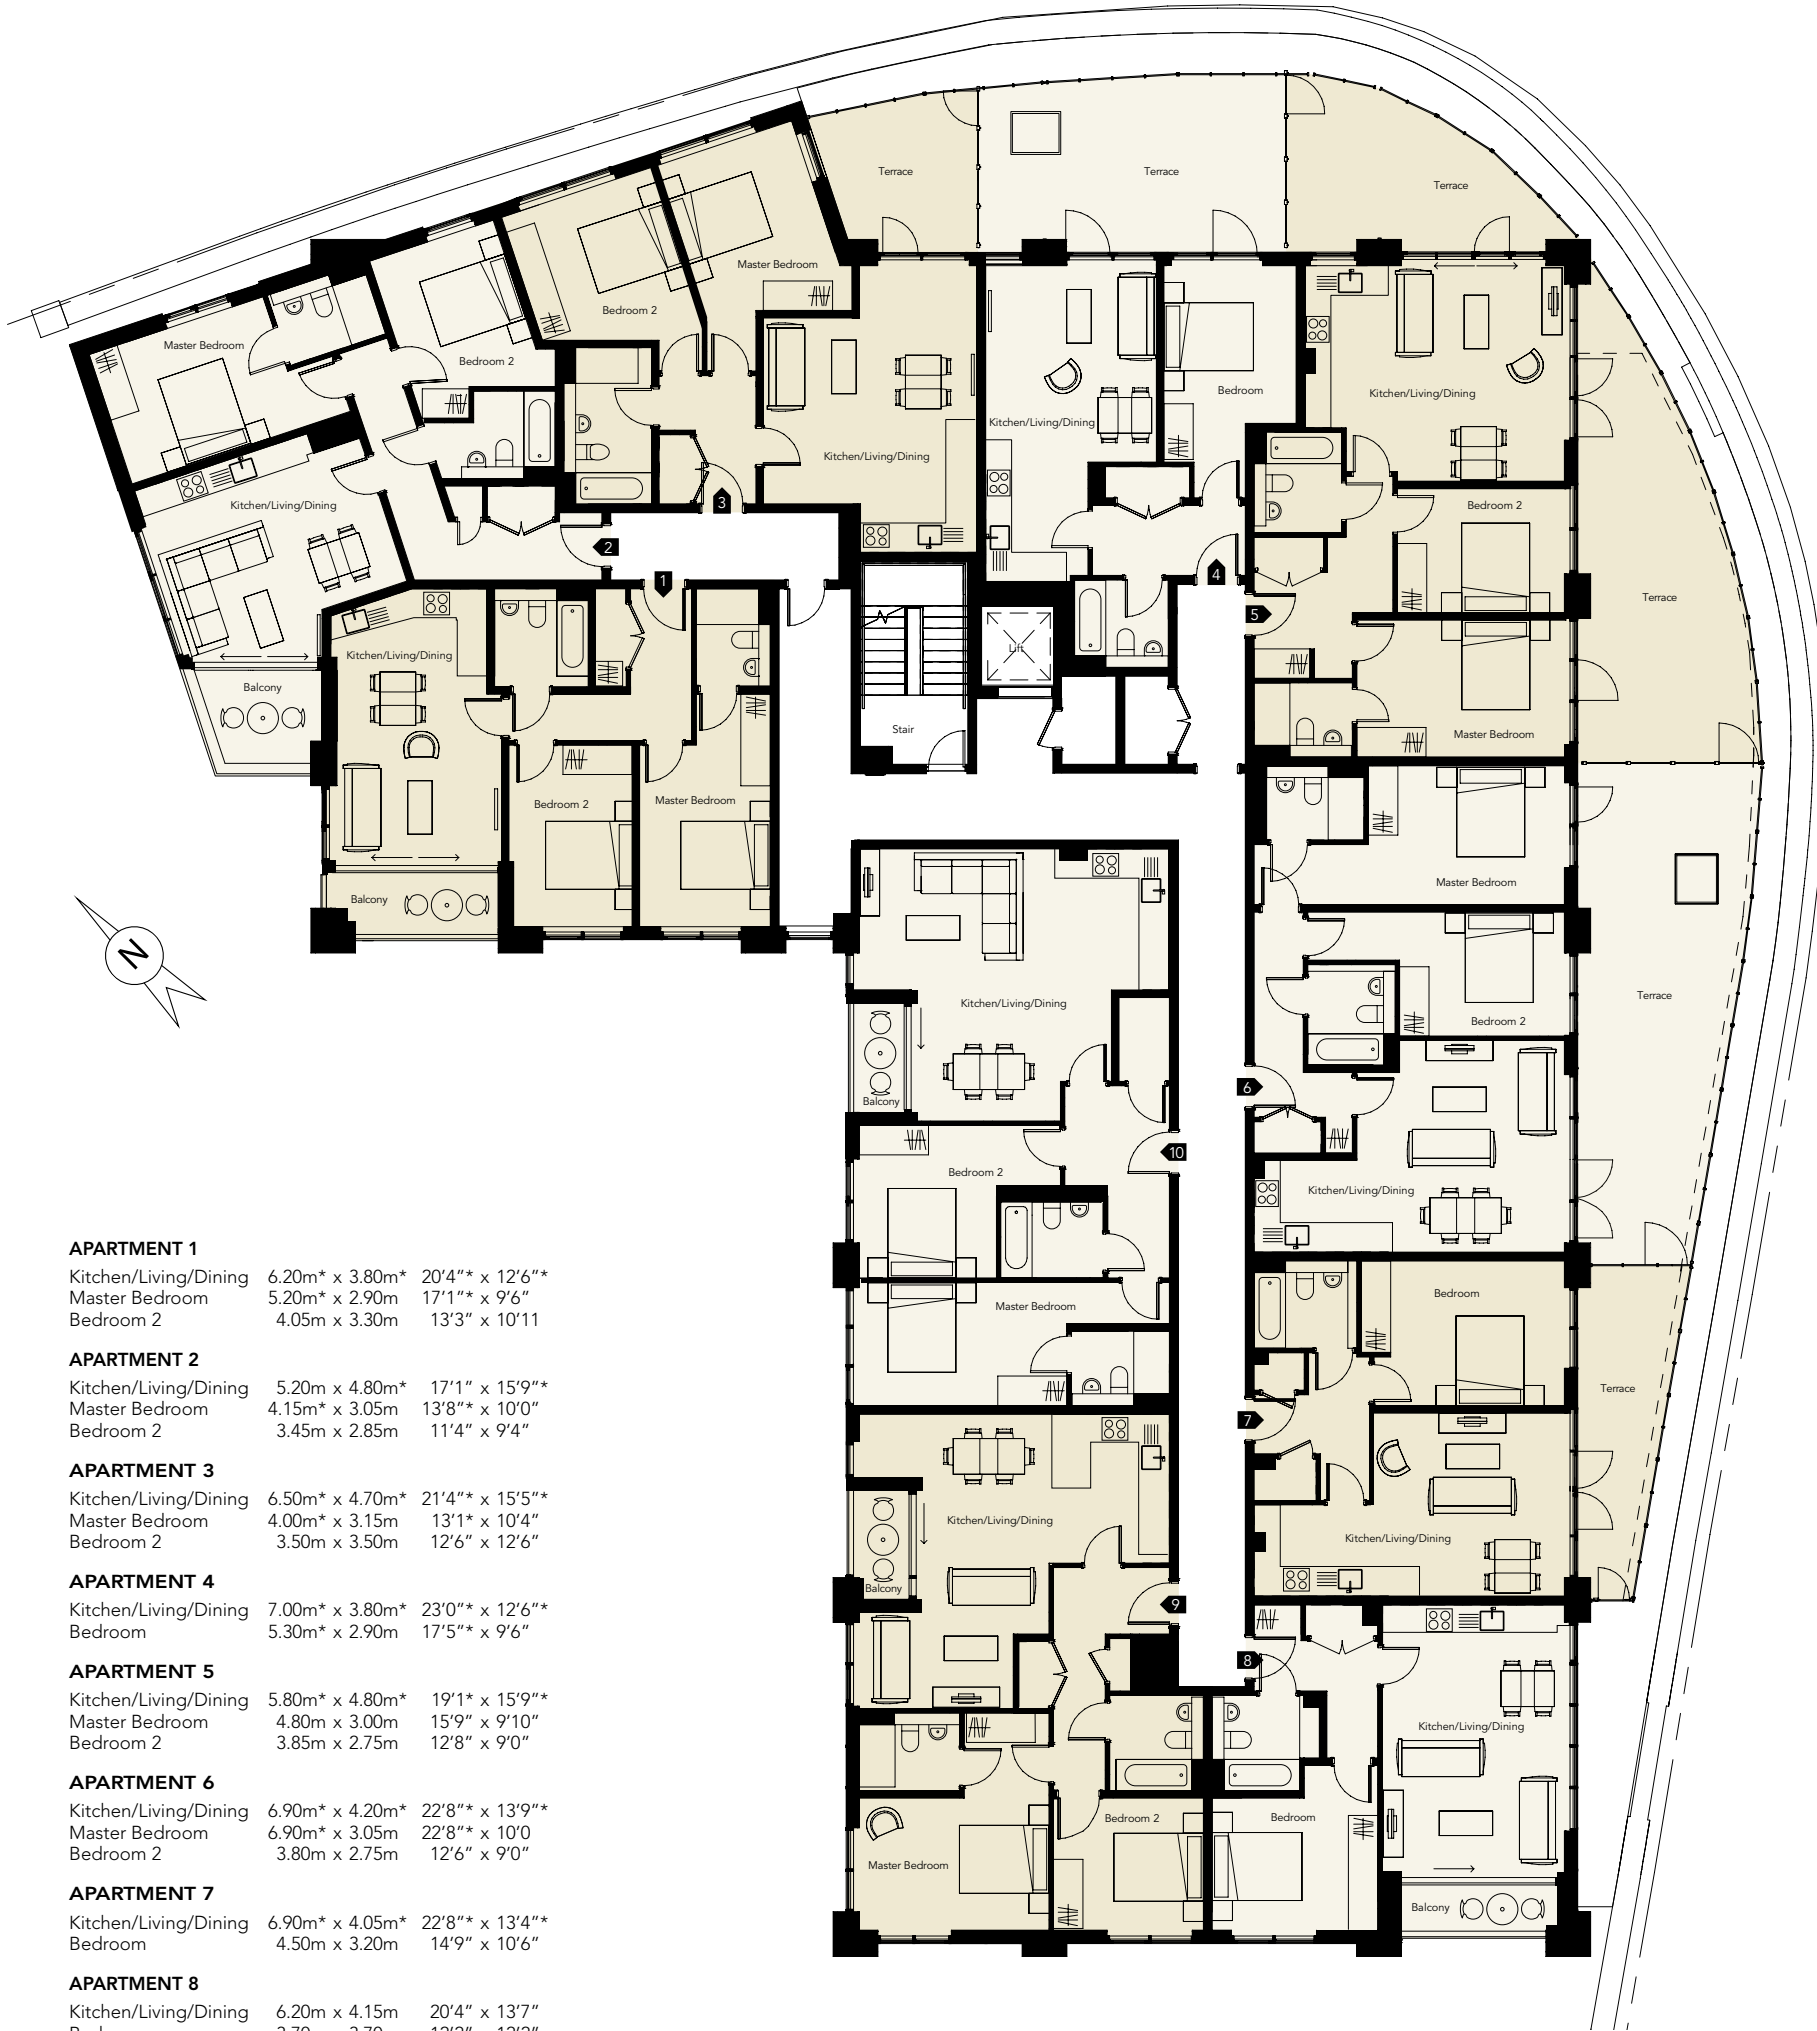 Terrace
Terrace
Terrace
Master Bedroom
Bedroom 2
Master Bedroom
Bedroom 2
Bedroom
Kitchen/Living/Dining
Kitchen/Living/Dining
Kitchen/Living/Dining
Kitchen/Living/Dining
Bedroom 2
3
2
1
4
5
Terrace
Kitchen/Living/Dining
Lift
Balcony
Stair
Master Bedroom
Bedroom 2
Master Bedroom
Balcony
Master Bedroom
N
Kitchen/Living/Dining
Terrace
Bedroom 2
6
Balcony
10
Bedroom 2
Kitchen/Living/Dining
Master Bedroom
Bedroom
Terrace
7
Kitchen/Living/Dining
Kitchen/Living/Dining
Balcony
9
8
Kitchen/Living/Dining
Bedroom 2
Bedroom
Master Bedroom
Balcony
APARTMENT 1
Kitchen/Living/Dining 6.20m* x 3.80m* 20’4”* x 12’6”*
Master Bedroom 5.20m* x 2.90m 17’1”* x 9’6”
Bedroom 2 4.05m x 3.30m 13’3” x 10’11
APARTMENT 2
Kitchen/Living/Dining 5.20m x 4.80m* 17’1” x 15’9”*
Master Bedroom 4.15m* x 3.05m 13’8”* x 10’0”
Bedroom 2 3.45m x 2.85m 11’4” x 9’4”
APARTMENT 3
Kitchen/Living/Dining 6.50m* x 4.70m* 21’4”* x 15’5”*
Master Bedroom 4.00m* x 3.15m 13’1* x 10’4”
Bedroom 2 3.50m x 3.50m 12’6” x 12’6”
APARTMENT 4
Kitchen/Living/Dining 7.00m* x 3.80m* 23’0”* x 12’6”*
Bedroom 5.30m* x 2.90m 17’5”* x 9’6”
APARTMENT 5
Kitchen/Living/Dining 5.80m* x 4.80m* 19’1* x 15’9”*
Master Bedroom 4.80m x 3.00m 15’9” x 9’10”
Bedroom 2 3.85m x 2.75m 12’8” x 9’0”
APARTMENT 6
Kitchen/Living/Dining 6.90m* x 4.20m* 22’8”* x 13’9”*
Master Bedroom 6.90m* x 3.05m 22’8”* x 10’0
Bedroom 2 3.80m x 2.75m 12’6” x 9’0”
APARTMENT 7
Kitchen/Living/Dining 6.90m* x 4.05m* 22’8”* x 13’4”*
Bedroom 4.50m x 3.20m 14’9” x 10’6”
APARTMENT 8
Kitchen/Living/Dining 6.20m x 4.15m 20’4” x 13’7”